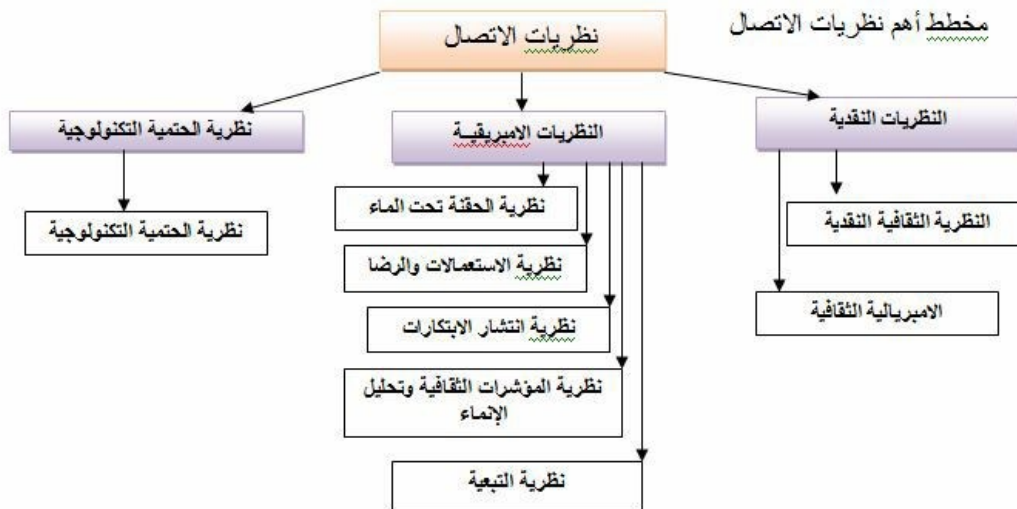 مخطط أهم نظريات الاتصال
نظريات الاتصال
النظريات النقدية
النظريات الامبريقيـة
نظرية الحتمية التكنولوجية
النظرية الثقافية النقدية
الامبريالية الثقافية
نظرية الحقنة تحت الماء
نظرية الاستعمالات والرضا
نظرية انتشار الابتكارات
نظرية المؤشرات الثقافية وتحليل
الإنماء
نظرية التبعية
نظرية الحتمية التكنولوجية